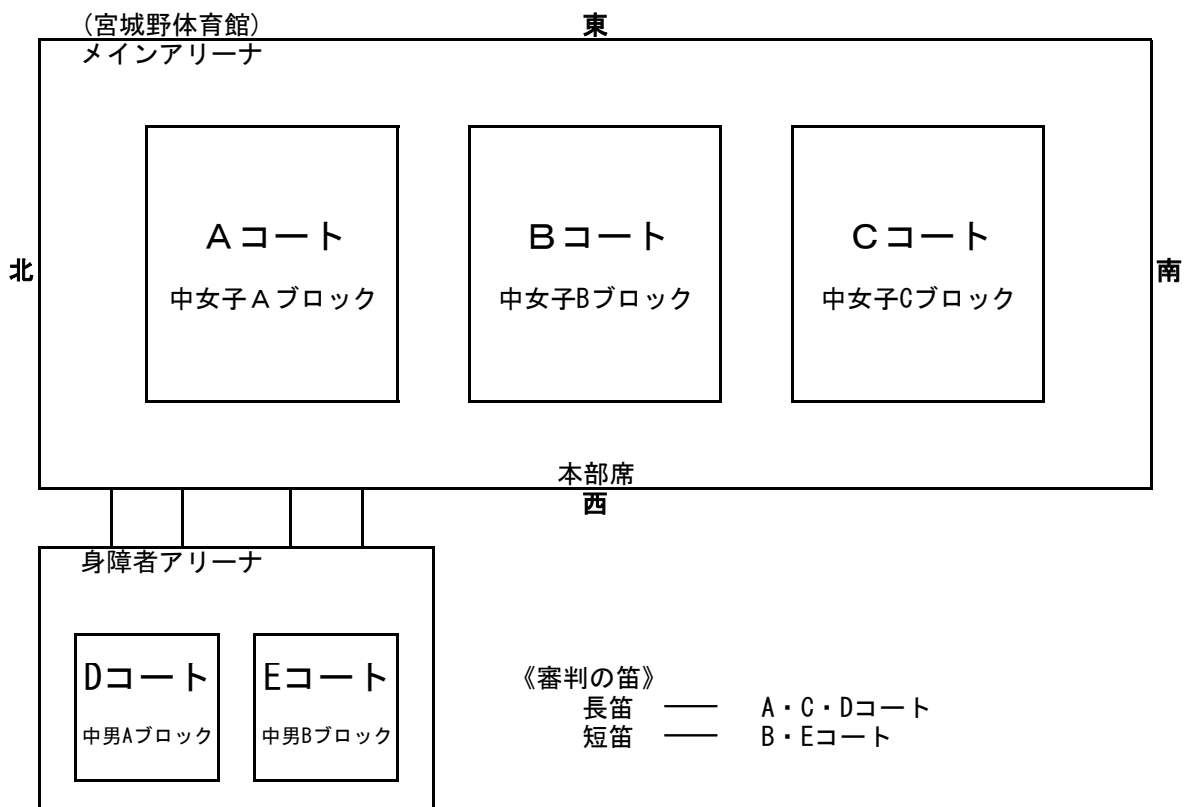 (宮城野体育館)
東
メインアリーナ
Aコート
Bコート
Cコート
北
南
中女子Aブロック
中女子Bブロック
中女子Cブロック
本部席
西
身障者アリーナ
Dコート
Eコート
中男Aブロック
中男Bブロック
《審判の笛》
長笛 ―― A・C・Dコート
短笛 ―― B・Eコート